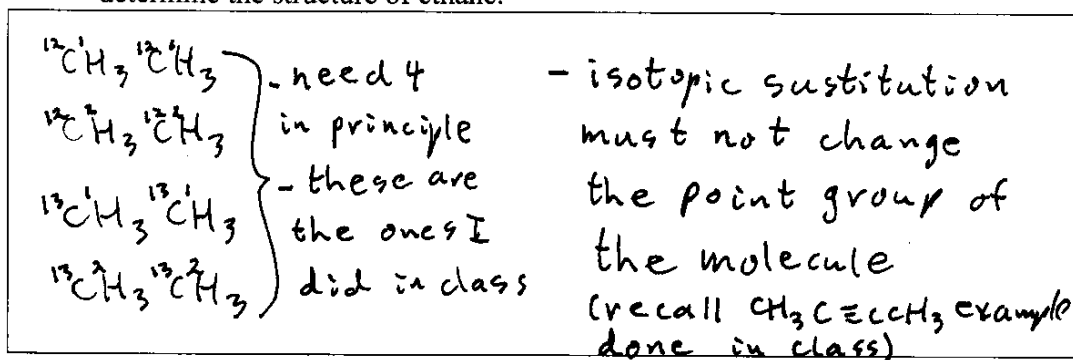 determine the structure of ethane.
¹²C¹H₃¹²C¹H₃
¹²C²H₃¹²C²H₃
¹³C¹H₃¹³C¹H₃
¹³C²H₃¹³C²H₃
- need 4
in principle
- these are
the ones I
did in class
- isotopic sustitution
must not change
the point group of
the molecule
(recall CH₃C≡CCH₃ example
done in class)